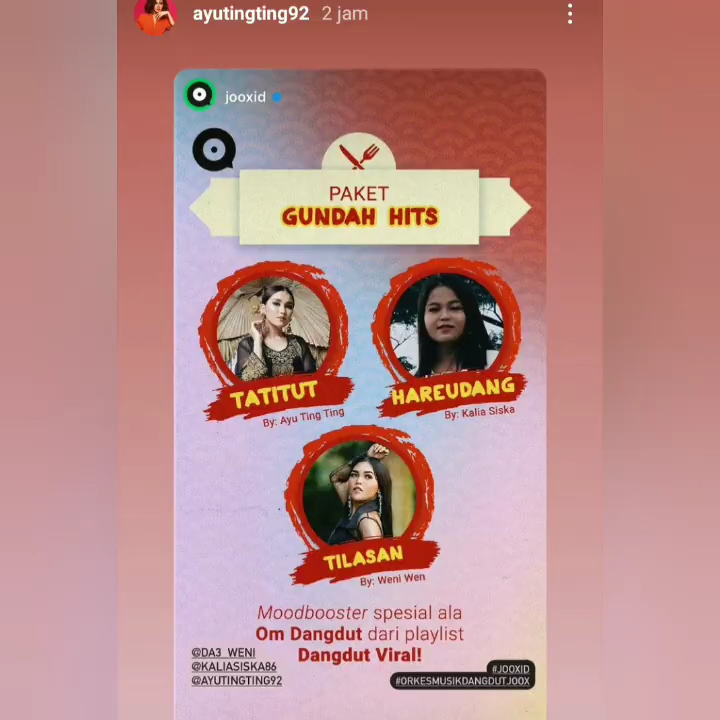 ayutingting92 2 jam
jooxid
PAKET
GUNDAH HITS
TATITUT
By: Ayu Ting Ting
HAREUDANG
By: Kalia Siska
TILASAN
By: Weni Wen
Moodbooster spesial ala
Om Dangdut dari playlist
Dangdut Viral!
@DA3_WENI
@KALIASISKA86
@AYUTINGTING92
#JOOXID
#ORKESMUSIKDANGDUTJOOX